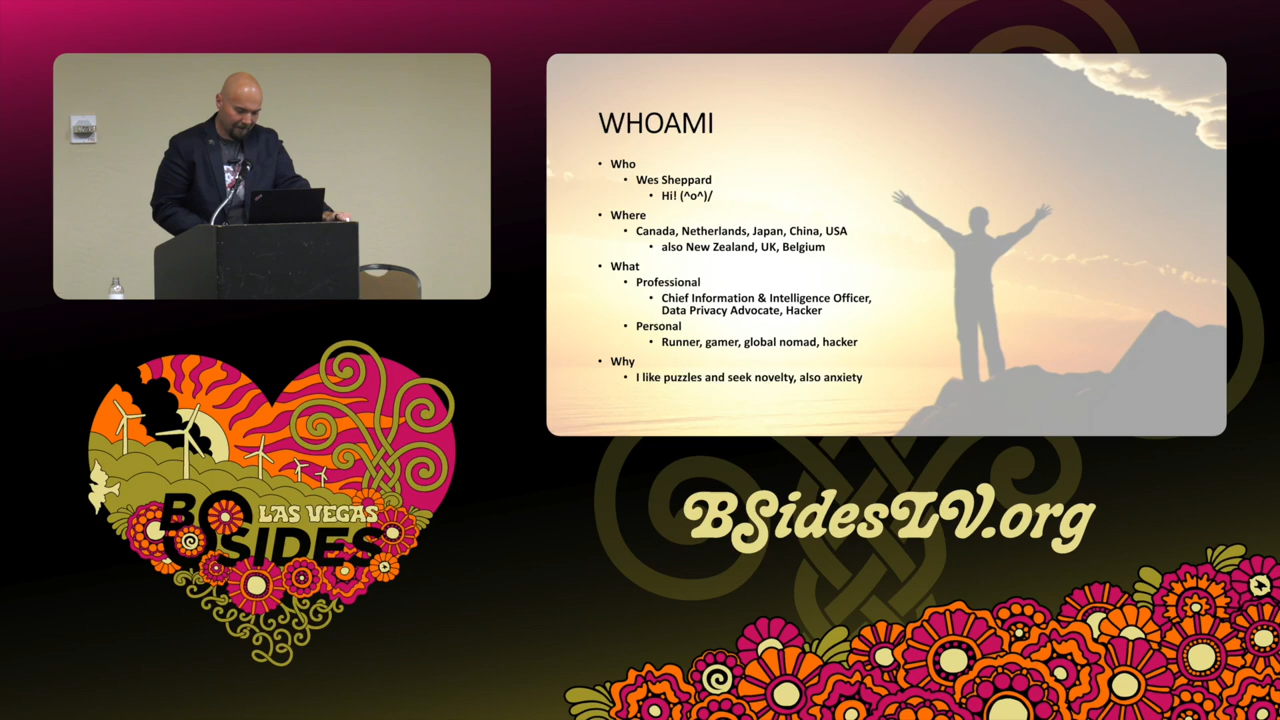 WHOAMI
• Who
• Wes Sheppard
• Hi! (^o^)/
• Where
• Canada, Netherlands, Japan, China, USA
• also New Zealand, UK, Belgium
• What
• Professional
• Chief Information & Intelligence Officer,
Data Privacy Advocate, Hacker
• Personal
• Runner, gamer, global nomad, hacker
• Why
• I like puzzles and seek novelty, also anxiety
LAS VEGAS
SIDES
BSidesLV.org